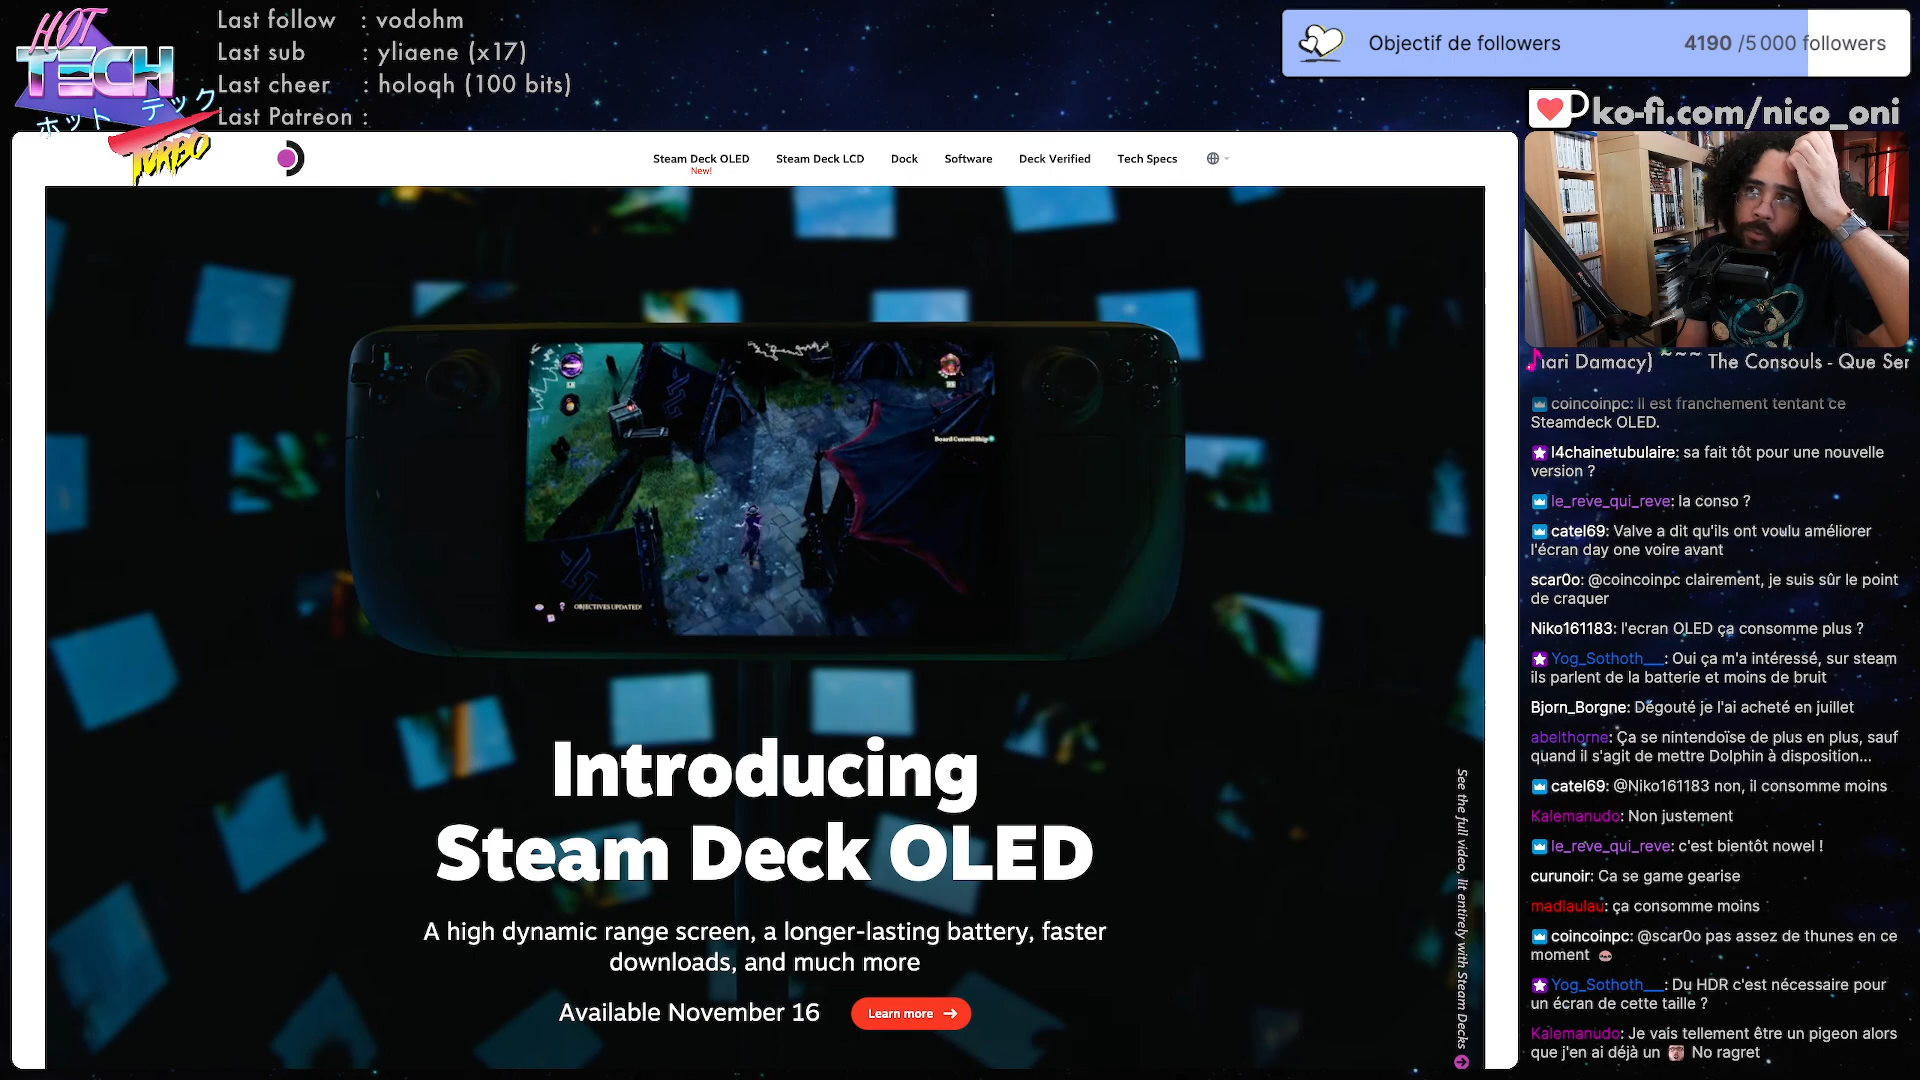 HOT
TECH
ホット テック
TURBO
Last follow : vodohm
Last sub : yliaene (x17)
Last cheer : holoqh (100 bits)
Last Patreon :
Objectif de followers 4190 /5 000 followers
ko-fi.com/nico_oni
Steam Deck OLED
New!
Steam Deck LCD
Dock
Software
Deck Verified
Tech Specs
Board Cursed Ship
OBJECTIVES UPDATED!
Introducing
Steam Deck OLED
A high dynamic range screen, a longer-lasting battery, faster
downloads, and much more
Available November 16
Learn more →
See the full video, lit entirely with Steam Decks
nari Damacy) ~~~ The Consouls - Que Ser
coincoinpc: Il est franchement tentant ce
Steamdeck OLED.
l4chainetubulaire: sa fait tôt pour une nouvelle
version ?
le_reve_qui_reve: la conso ?
catel69: Valve a dit qu'ils ont voulu améliorer
l'écran day one voire avant
scar0o: @coincoinpc clairement, je suis sûr le point
de craquer
Niko161183: l'ecran OLED ça consomme plus ?
Yog_Sothoth__: Oui ça m'a intéressé, sur steam
ils parlent de la batterie et moins de bruit
Bjorn_Borgne: Dégouté je l'ai acheté en juillet
abelthorne: Ça se nintendoïse de plus en plus, sauf
quand il s'agit de mettre Dolphin à disposition...
catel69: @Niko161183 non, il consomme moins
Kalemanudo: Non justement
le_reve_qui_reve: c'est bientôt nowel !
curunoir: Ca se game gearise
madlaulau: ça consomme moins
coincoinpc: @scar0o pas assez de thunes en ce
moment
Yog_Sothoth__: Du HDR c'est nécessaire pour
un écran de cette taille ?
Kalemanudo: Je vais tellement être un pigeon alors
que j'en ai déjà un No ragret